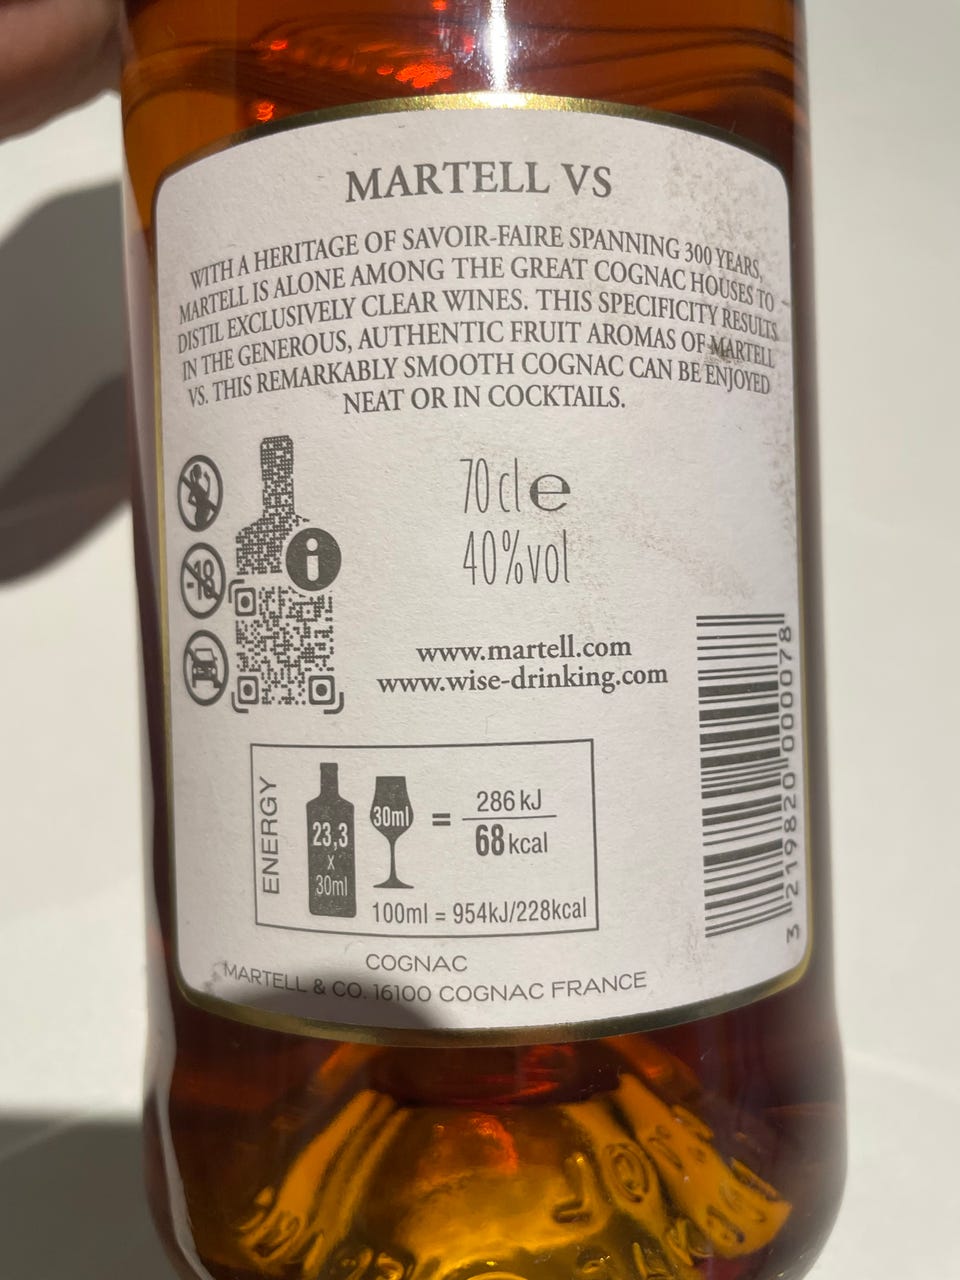 MARTELL VS
WITH A HERITAGE OF SAVOIR-FAIRE SPANNING 300 YEARS,
MARTELL IS ALONE AMONG THE GREAT COGNAC HOUSES TO
DISTIL EXCLUSIVELY CLEAR WINES. THIS SPECIFICITY RESULTS
IN THE GENEROUS, AUTHENTIC FRUIT AROMAS OF MARTELL
VS. THIS REMARKABLY SMOOTH COGNAC CAN BE ENJOYED
NEAT OR IN COCKTAILS.
70 cl e
40%vol
-18
i
www.martell.com
www.wise-drinking.com
ENERGY
23,3
x
30ml
30ml
=
286 kJ
68 kcal
100ml = 954kJ/228kcal
3 219820 000078
COGNAC
MARTELL & CO. 16100 COGNAC FRANCE